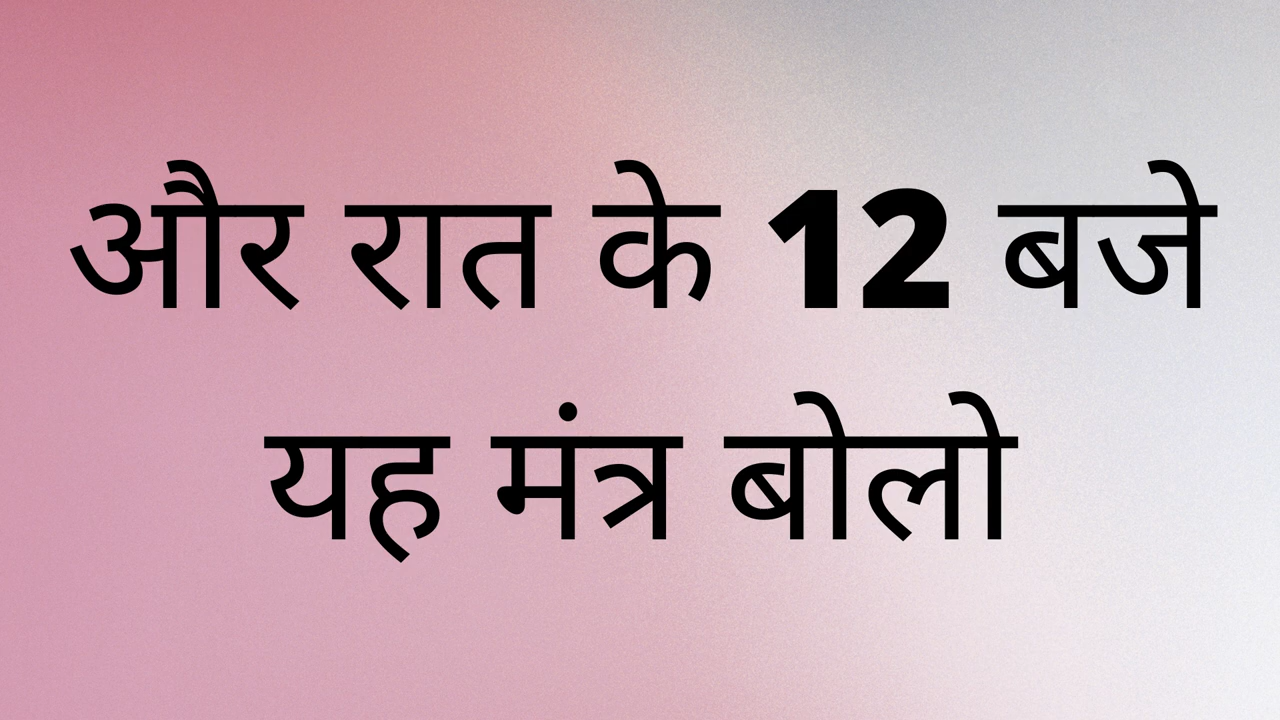 और रात के 12 बजे
यह मंत्र बोलो